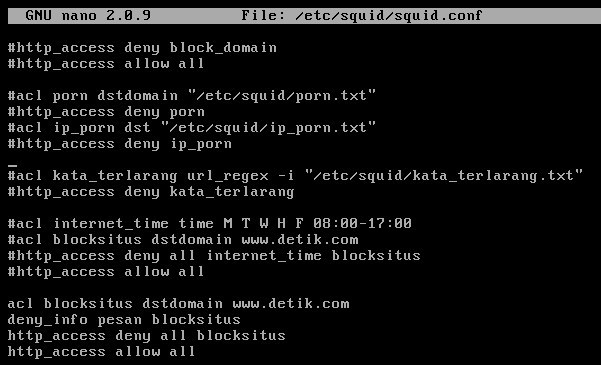 GNU nano 2.0.9 File: /etc/squid/squid.conf
#http_access deny block_domain
#http_access allow all
#acl porn dstdomain "/etc/squid/porn.txt"
#http_access deny porn
#acl ip_porn dst "/etc/squid/ip_porn.txt"
#http_access deny ip_porn
#acl kata_terlarang url_regex -i "/etc/squid/kata_terlarang.txt"
#http_access deny kata_terlarang
#acl internet_time time M T W H F 08:00-17:00
#acl blocksitus dstdomain www.detik.com
#http_access deny all internet_time blocksitus
#http_access allow all
acl blocksitus dstdomain www.detik.com
deny_info pesan blocksitus
http_access deny all blocksitus
http_access allow all